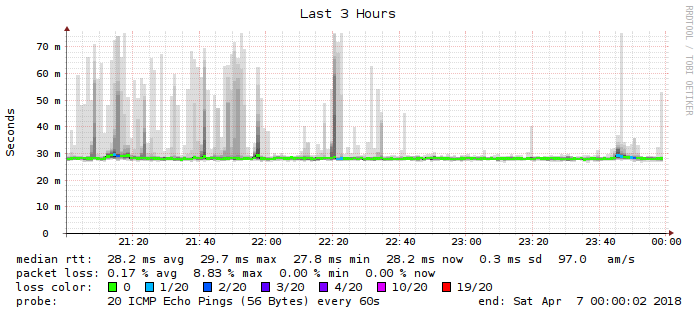 Last 3 Hours
RRDTOOL / TOBI OETIKER
Seconds
70 m
60 m
50 m
40 m
30 m
20 m
10 m
0
21:20 21:40 22:00 22:20 22:40 23:00 23:20 23:40 00:00
median rtt: 28.2 ms avg 29.7 ms max 27.8 ms min 28.2 ms now 0.3 ms sd 97.0 am/s
packet loss: 0.17 % avg 8.83 % max 0.00 % min 0.00 % now
loss color: 0 1/20 2/20 3/20 4/20 10/20 19/20
probe: 20 ICMP Echo Pings (56 Bytes) every 60s end: Sat Apr 7 00:00:02 2018